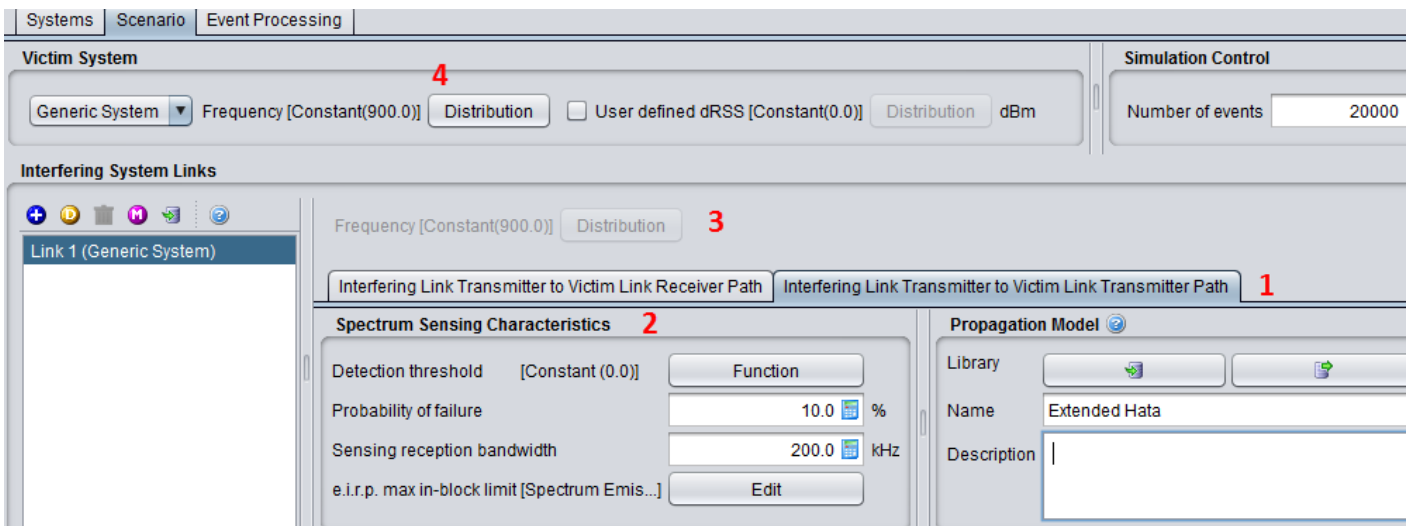 Systems Scenario Event Processing
Victim System
Simulation Control
4
Generic System Frequency [Constant(900.0)] Distribution User defined dRSS [Constant(0.0)] Distribution dBm
Number of events 20000
Interfering System Links
D M ?
Frequency [Constant(900.0)] Distribution 3
Link 1 (Generic System)
Interfering Link Transmitter to Victim Link Receiver Path Interfering Link Transmitter to Victim Link Transmitter Path 1
Spectrum Sensing Characteristics 2
Propagation Model ?
Detection threshold [Constant (0.0)] Function
Library
Probability of failure 10.0 %
Name Extended Hata
Sensing reception bandwidth 200.0 kHz
Description
e.i.r.p. max in-block limit [Spectrum Emis...] Edit